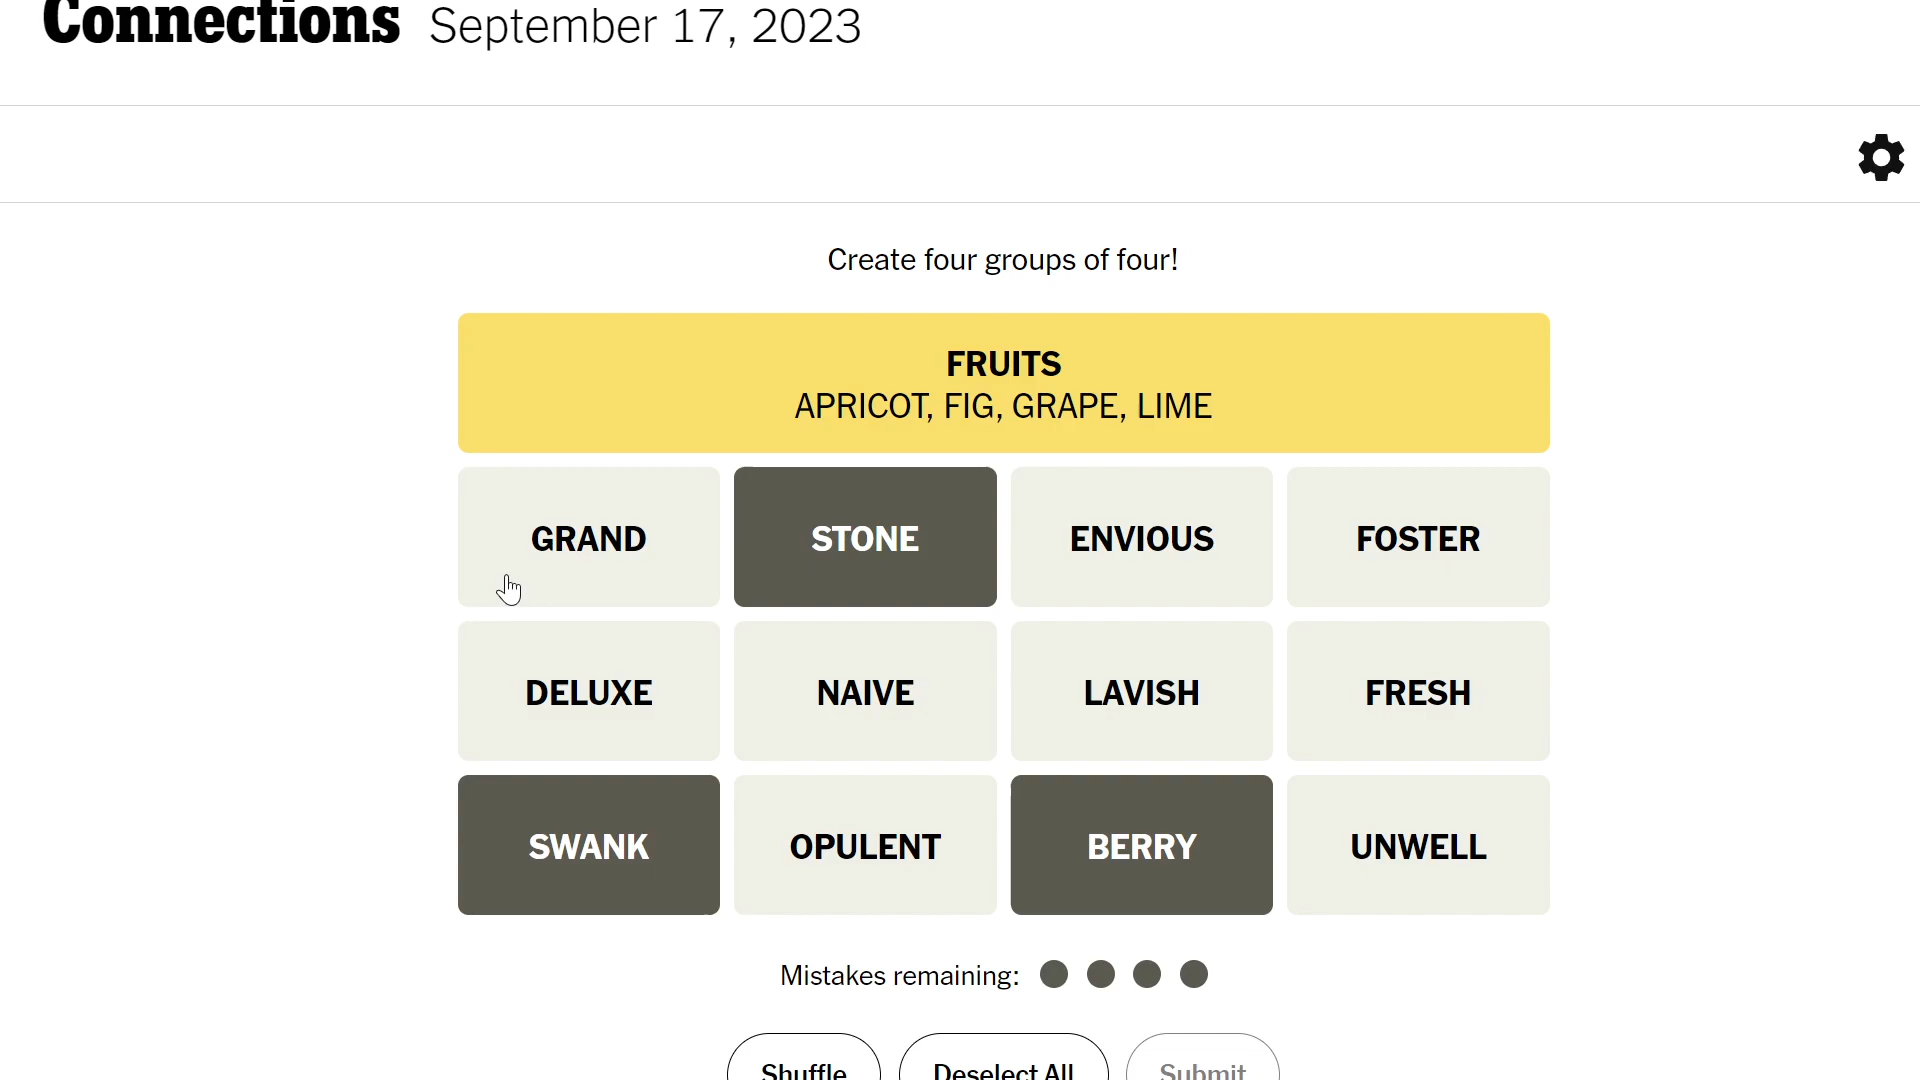 Connections September 17, 2023
Create four groups of four!
FRUITS
APRICOT, FIG, GRAPE, LIME
GRAND STONE ENVIOUS FOSTER
DELUXE NAIVE LAVISH FRESH
SWANK OPULENT BERRY UNWELL
Mistakes remaining:
Shuffle Deselect All Submit